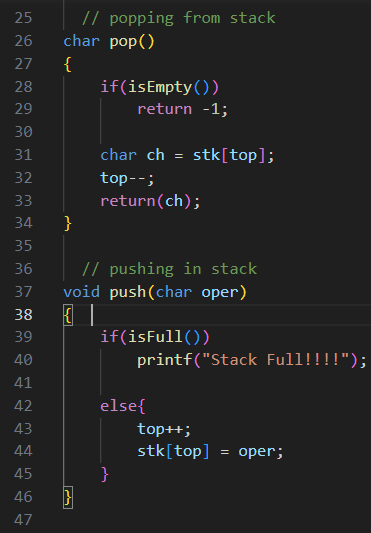 25 // popping from stack
26 char pop()
27 {
28 if(isEmpty())
29 return -1;
30
31 char ch = stk[top];
32 top--;
33 return(ch);
34 }
35
36 // pushing in stack
37 void push(char oper)
38 {
39 if(isFull())
40 printf("Stack Full!!!!");
41
42 else{
43 top++;
44 stk[top] = oper;
45 }
46 }
47